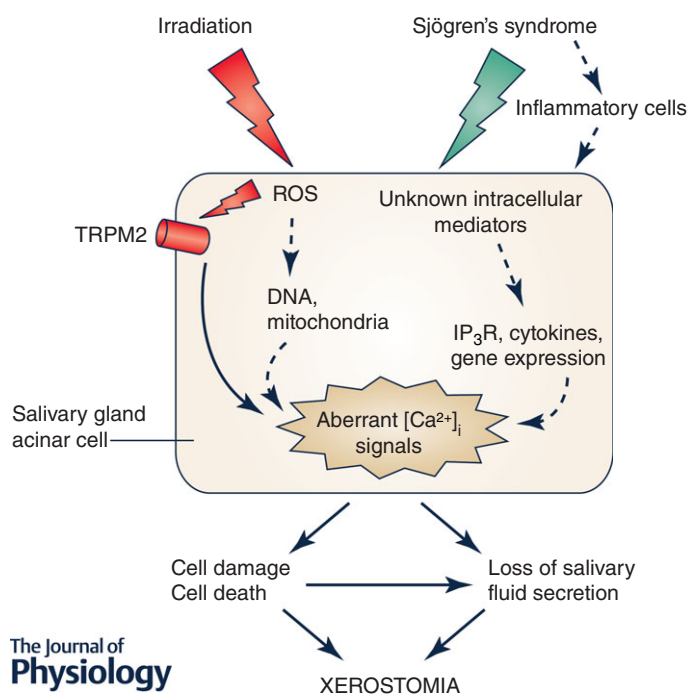 Irradiation
Sjögren's syndrome
Inflammatory cells
ROS
Unknown intracellular
mediators
TRPM2
DNA,
mitochondria
IP₃R, cytokines,
gene expression
Aberrant [Ca²⁺]ᵢ
signals
Salivary gland
acinar cell
Cell damage
Cell death
Loss of salivary
fluid secretion
The Journal of
Physiology
XEROSTOMIA